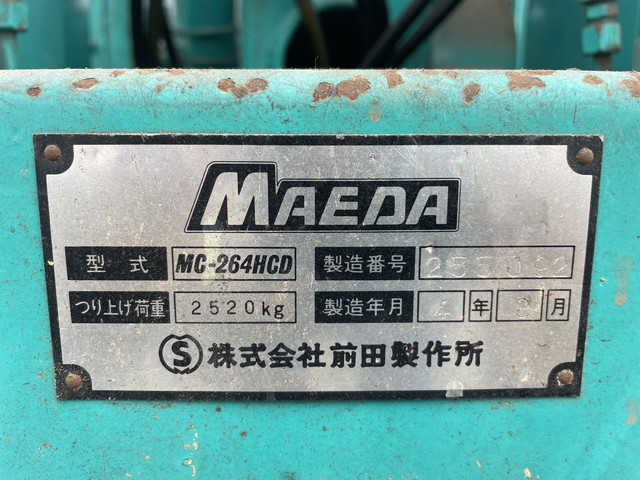 MAEDA
型式 MC-264HCD 製造番号
つり上げ荷重 2520kg 製造年月 年 月
株式会社前田製作所